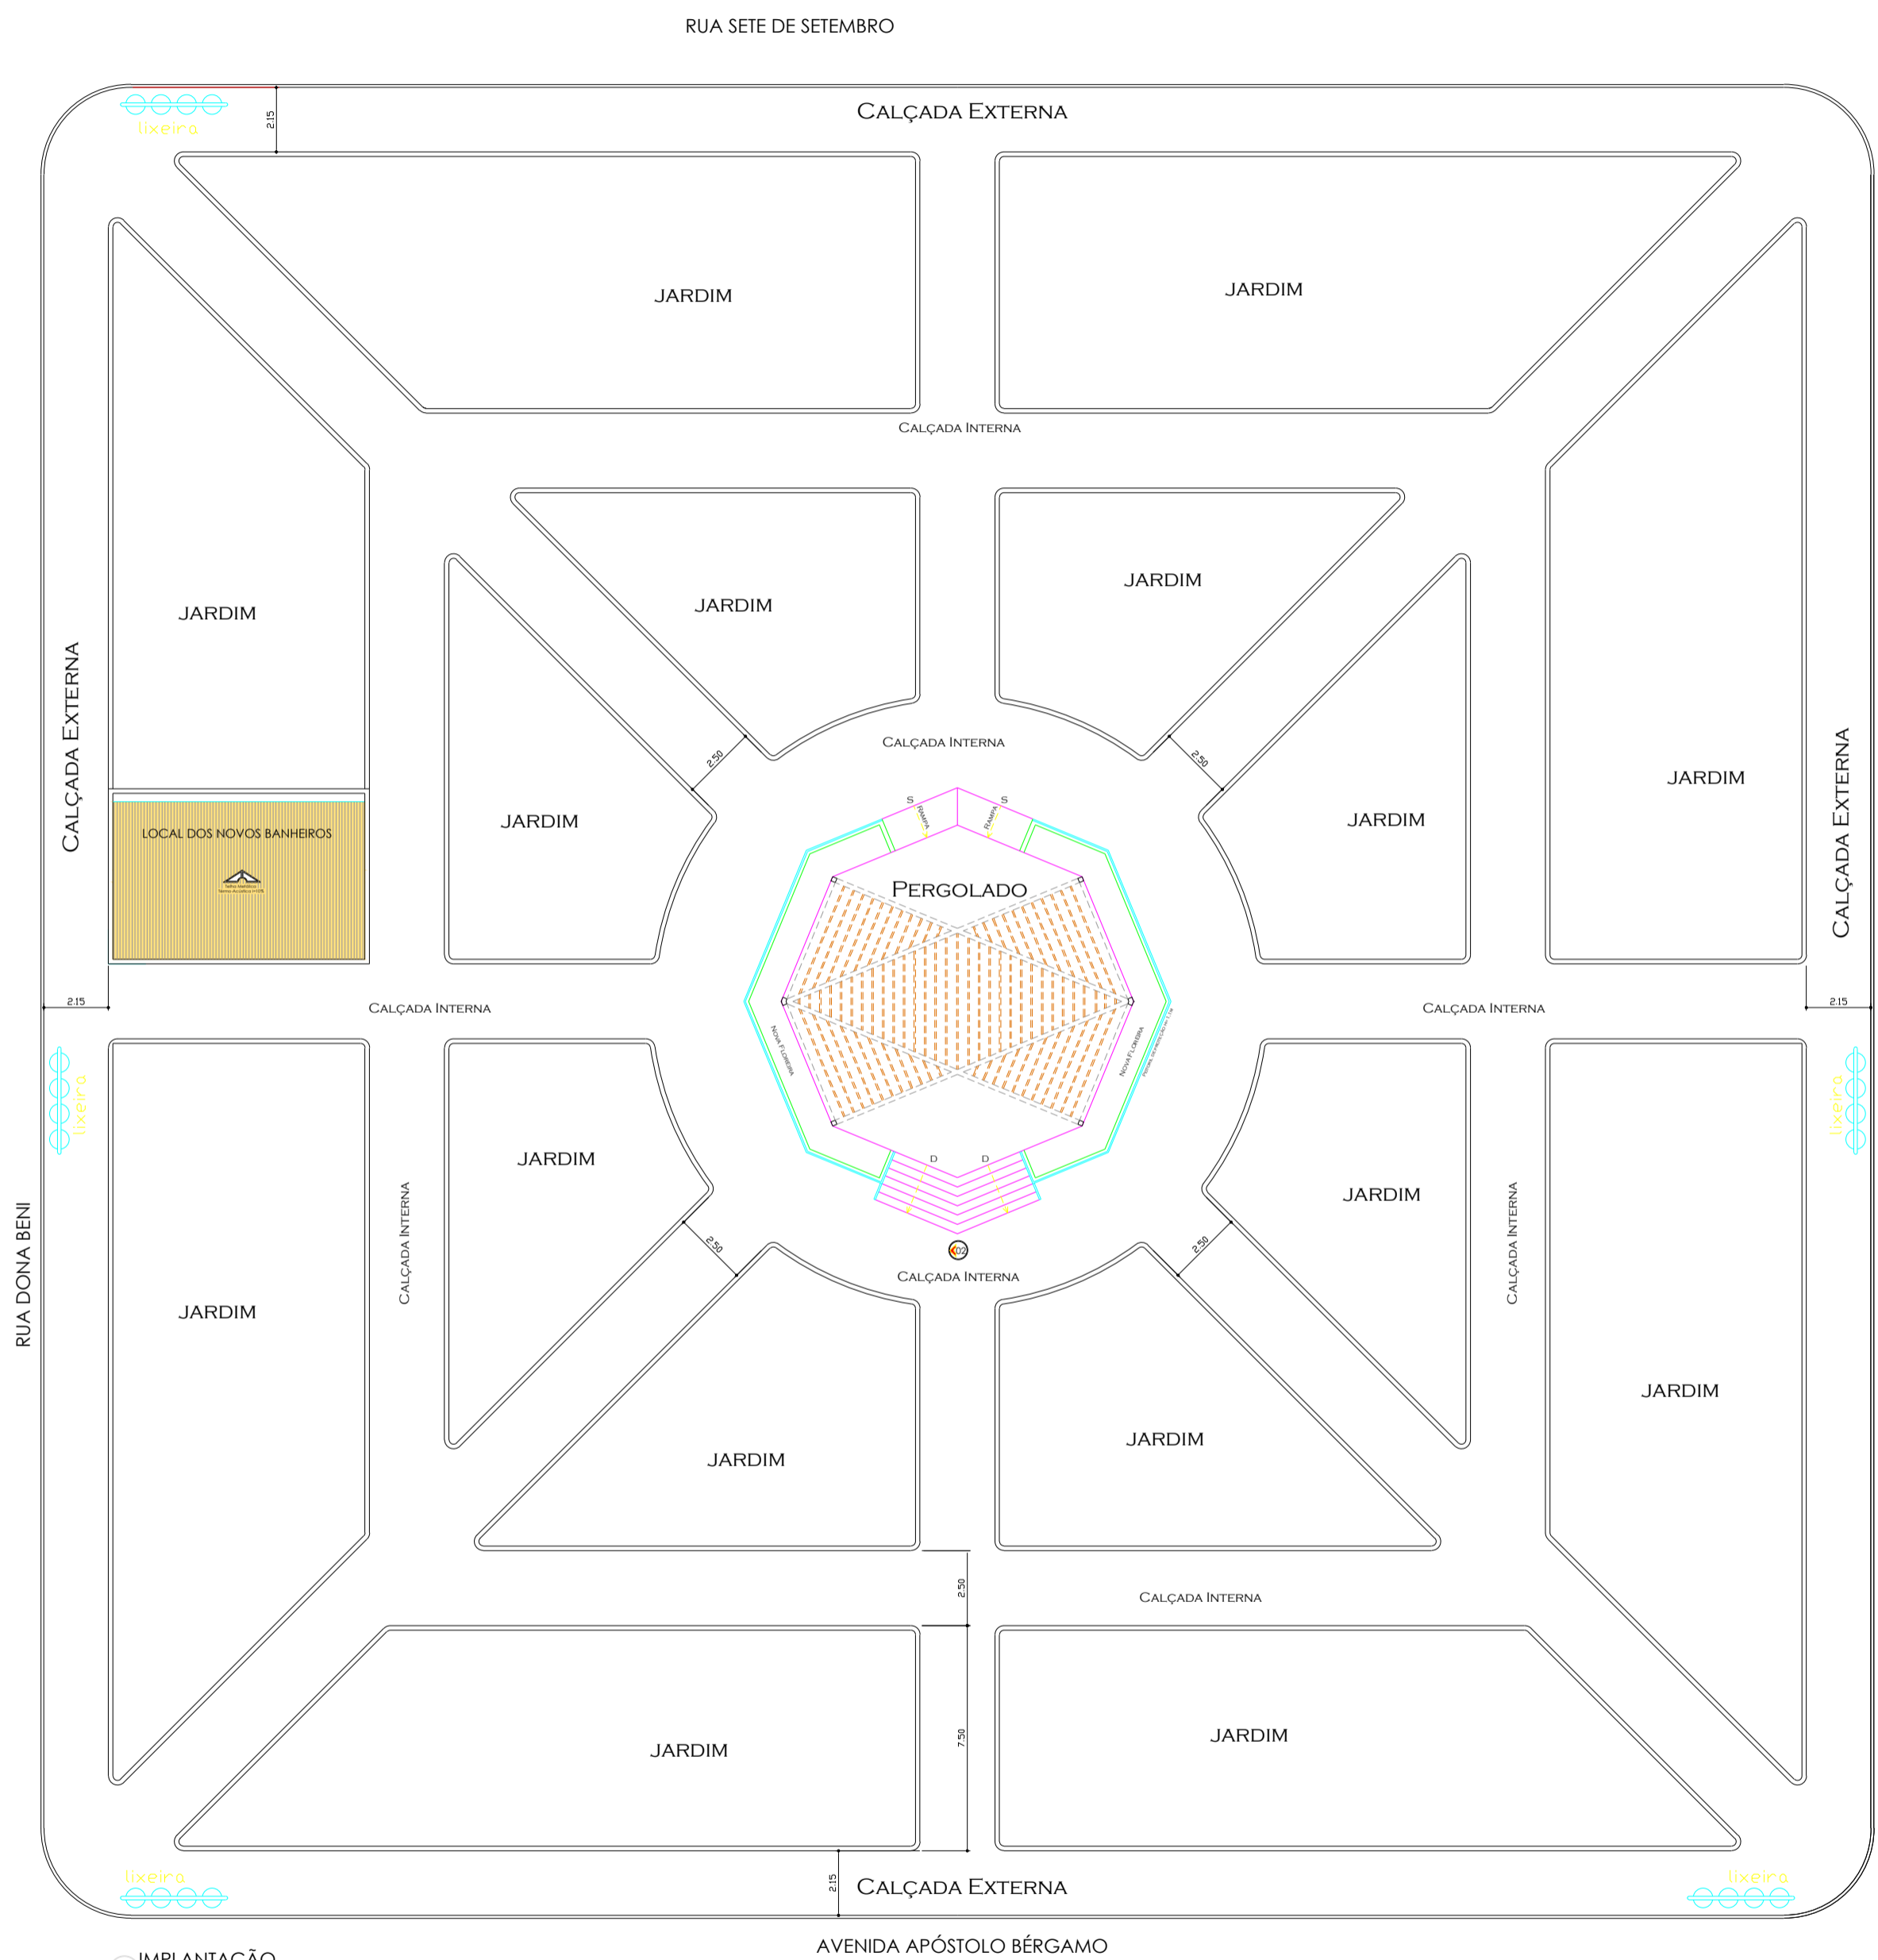 RUA SETE DE SETEMBRO
CALÇADA EXTERNA
lixeira
2.15
JARDIM
JARDIM
CALÇADA INTERNA
JARDIM
JARDIM
JARDIM
JARDIM
CALÇADA EXTERNA
CALÇADA INTERNA
2.50
2.50
JARDIM
CALÇADA EXTERNA
JARDIM
JARDIM
LOCAL DOS NOVOS BANHEIROS
S
RAMPA
S
RAMPA
PERGOLADO
2.15
CALÇADA INTERNA
CALÇADA INTERNA
2.15
NOVA FLOREIRA
NOVA FLOREIRA
lixeira
lixeira
JARDIM
D
D
JARDIM
RUA DONA BENI
CALÇADA INTERNA
CALÇADA INTERNA
2.50
2.50
02
CALÇADA INTERNA
JARDIM
JARDIM
JARDIM
JARDIM
2.50
CALÇADA INTERNA
JARDIM
JARDIM
7.50
lixeira
2.15
CALÇADA EXTERNA
lixeira
AVENIDA APÓSTOLO BÉRGAMO
IMPLANTAÇÃO